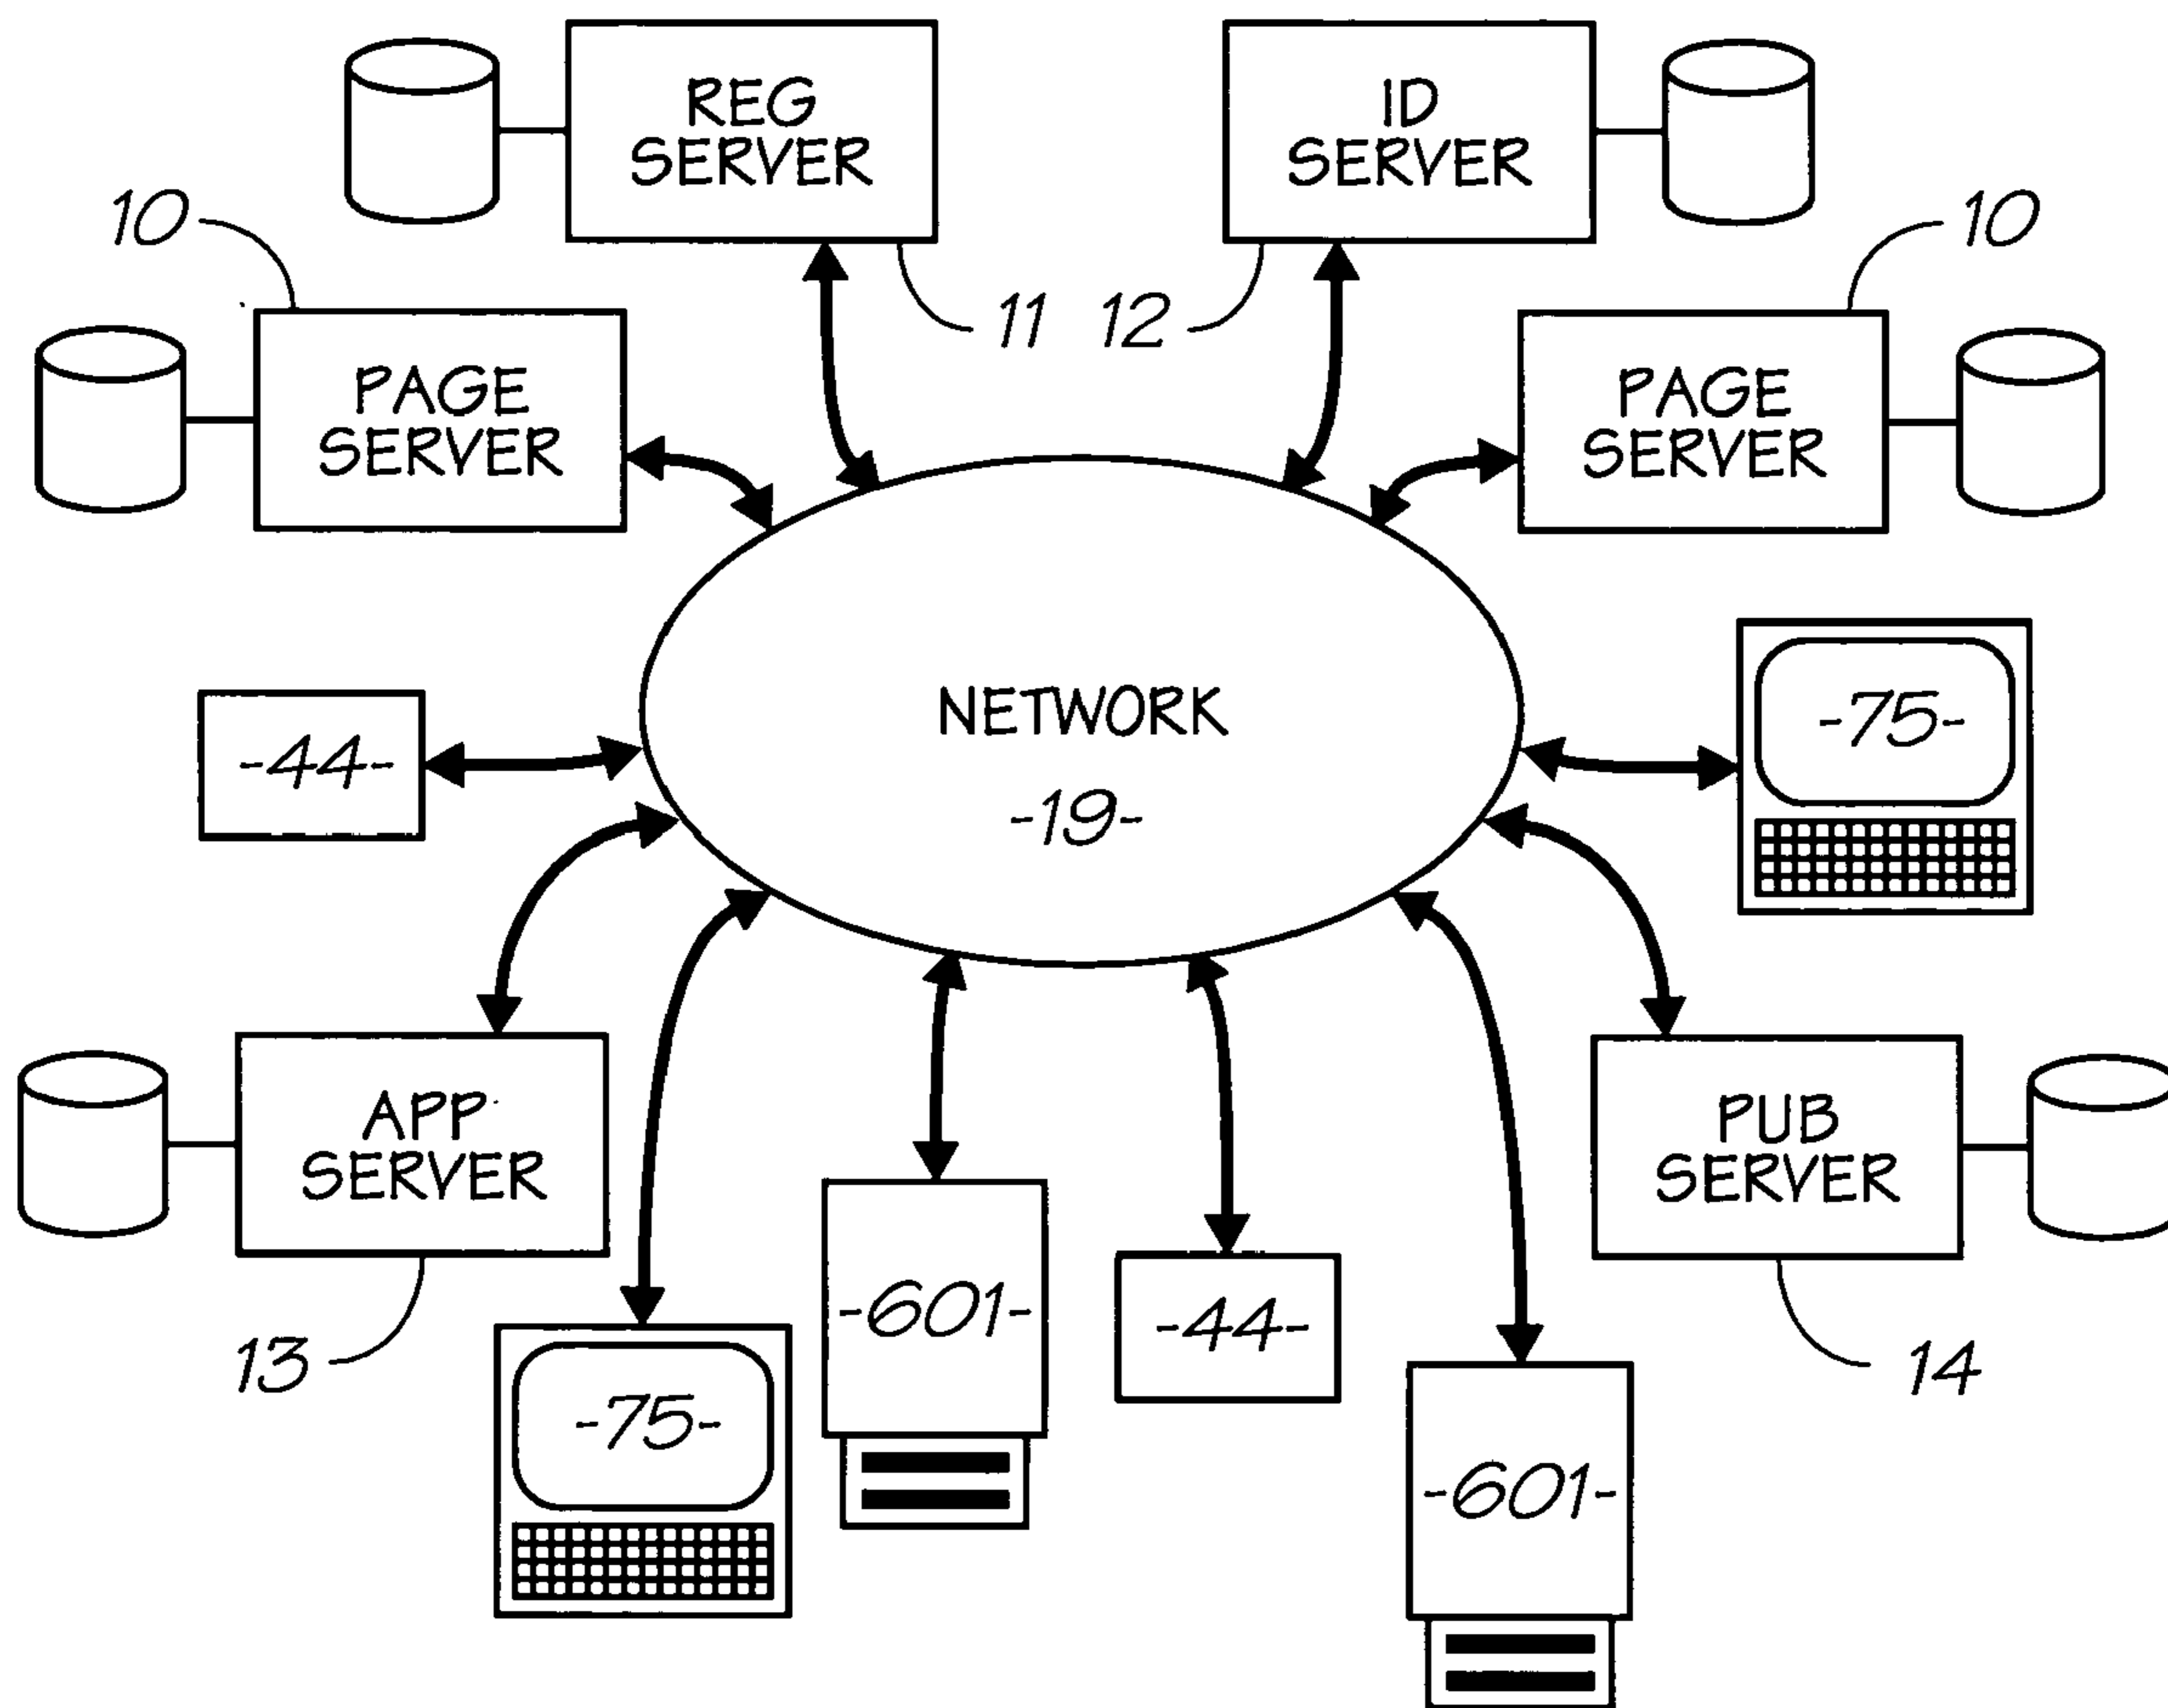 REG
SERVER
ID
SERVER
10
10
11
12
PAGE
SERVER
PAGE
SERVER
NETWORK
-19-
-44-
-75-
APP
SERVER
PUB
SERVER
13
-75-
-601-
-44-
-601-
14